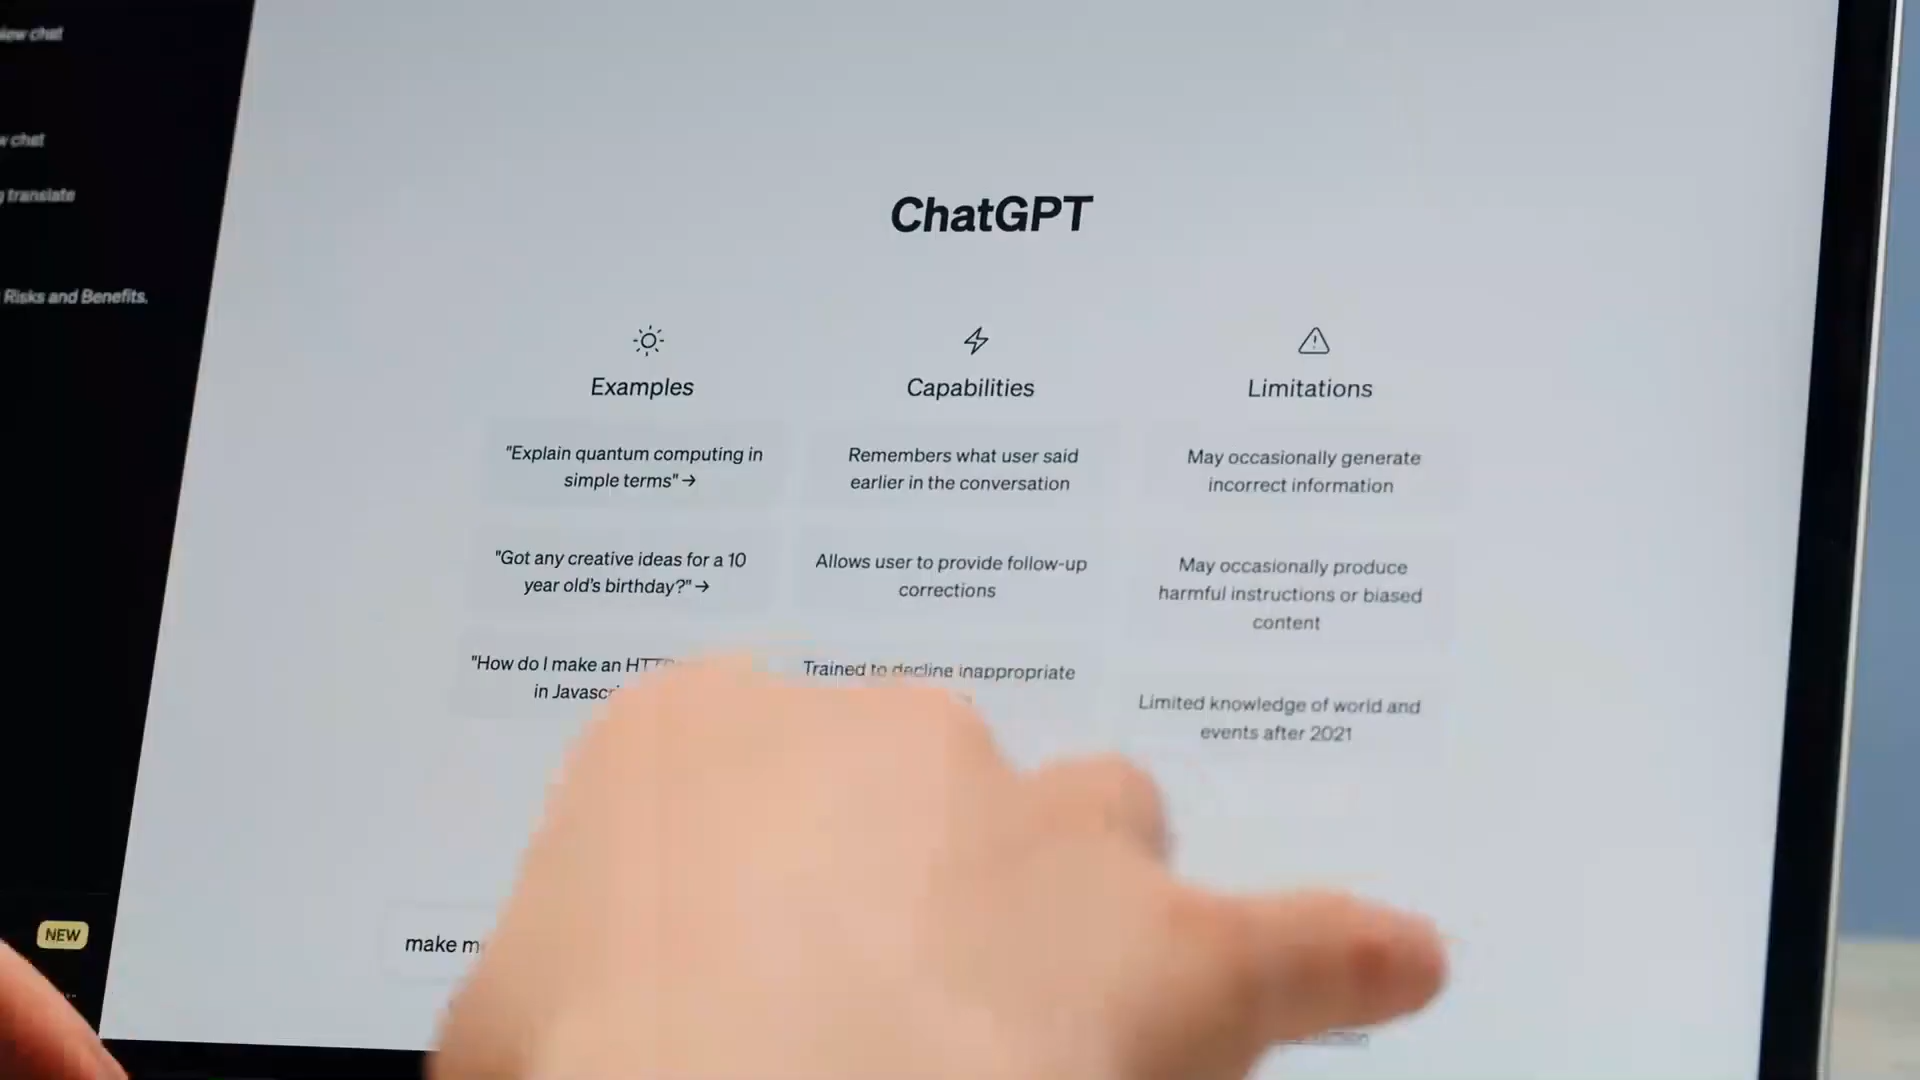 chat
chat
translate
Risks and Benefits.
NEW
ChatGPT
Examples
"Explain quantum computing in
simple terms" →
"Got any creative ideas for a 10
year old's birthday?" →
"How do I make an
in
Capabilities
Remembers what user said
earlier in the conversation
Allows user to provide follow-up
corrections
Trained to decline inappropriate
Limitations
May occasionally generate
incorrect information
May occasionally produce
harmful instructions or biased
content
Limited knowledge of world and
events after 2021
make